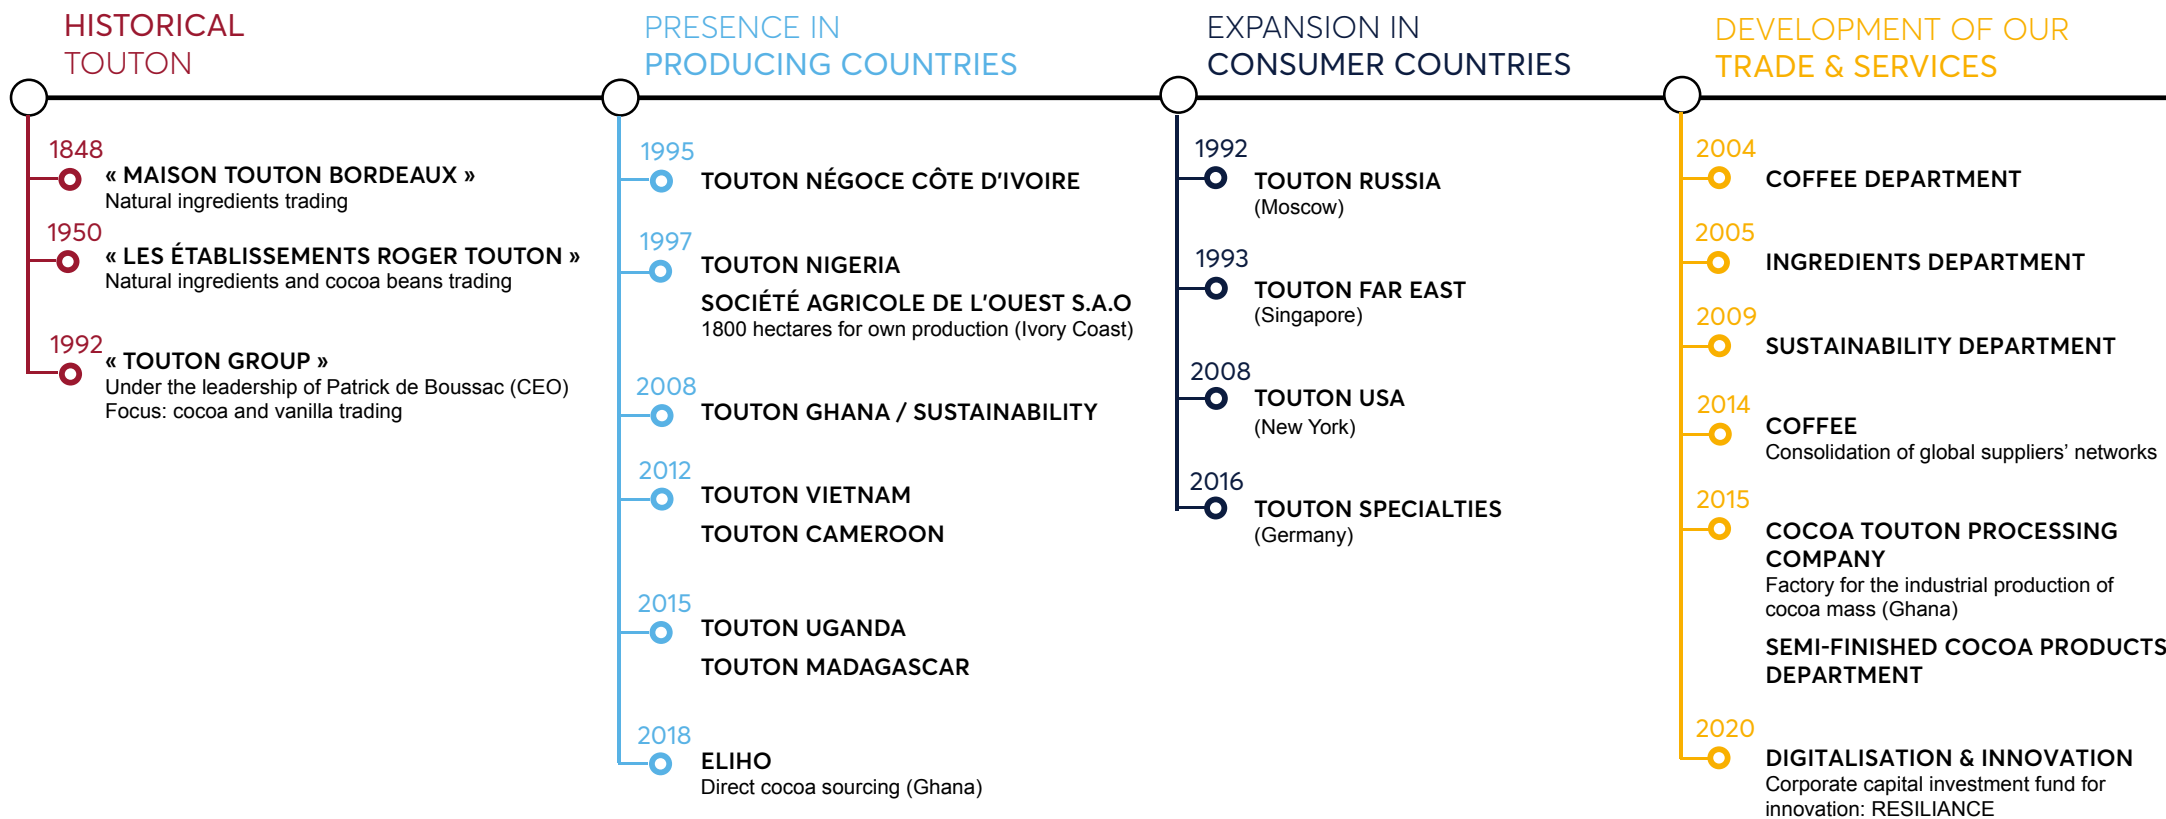 HISTORICAL
TOUTON
1848
« MAISON TOUTON BORDEAUX »
Natural ingredients trading
1950
« LES ÉTABLISSEMENTS ROGER TOUTON »
Natural ingredients and cocoa beans trading
1992
« TOUTON GROUP »
Under the leadership of Patrick de Boussac (CEO)
Focus: cocoa and vanilla trading
PRESENCE IN
PRODUCING COUNTRIES
1995
TOUTON NÉGOCE CÔTE D'IVOIRE
1997
TOUTON NIGERIA
SOCIÉTÉ AGRICOLE DE L'OUEST S.A.O
1800 hectares for own production (Ivory Coast)
2008
TOUTON GHANA / SUSTAINABILITY
2012
TOUTON VIETNAM
TOUTON CAMEROON
2015
TOUTON UGANDA
TOUTON MADAGASCAR
2018
ELIHO
Direct cocoa sourcing (Ghana)
EXPANSION IN
CONSUMER COUNTRIES
1992
TOUTON RUSSIA
(Moscow)
1993
TOUTON FAR EAST
(Singapore)
2008
TOUTON USA
(New York)
2016
TOUTON SPECIALTIES
(Germany)
DEVELOPMENT OF OUR
TRADE & SERVICES
2004
COFFEE DEPARTMENT
2005
INGREDIENTS DEPARTMENT
2009
SUSTAINABILITY DEPARTMENT
2014
COFFEE
Consolidation of global suppliers’ networks
2015
COCOA TOUTON PROCESSING
COMPANY
Factory for the industrial production of
cocoa mass (Ghana)
SEMI-FINISHED COCOA PRODUCTS
DEPARTMENT
2020
DIGITALISATION & INNOVATION
Corporate capital investment fund for
innovation: RESILIANCE